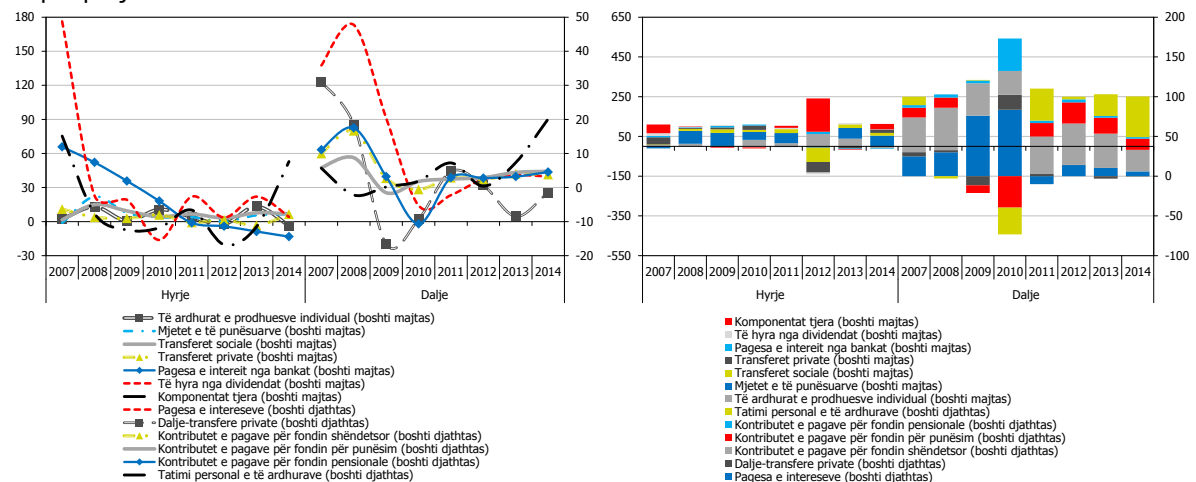 180 50 650 200
150 40 450 150
120 30
90 20 250 100
60 10 50 50
30 0 -150 0
0 -10 -350 -50
-30 -20 -550 -100
2007 2008 2009 2010 2011 2012 2013 2014 2007 2008 2009 2010 2011 2012 2013 2014
Hyrje Dalje
2007 2008 2009 2010 2011 2012 2013 2014 2007 2008 2009 2010 2011 2012 2013 2014
Hyrje Dalje
Të ardhurat e prodhuesve individual (boshti majtas)
Mjetet e të punësuarve (boshti majtas)
Transferet sociale (boshti majtas)
Transferet private (boshti majtas)
Pagesa e intereit nga bankat (boshti majtas)
Të hyra nga dividendat (boshti majtas)
Komponentat tjera (boshti majtas)
Pagesa e intereseve (boshti djathtas)
Dalje-transfere private (boshti djathtas)
Kontributet e pagave për fondin shëndetsor (boshti djathtas)
Kontributet e pagave për fondin për punësim (boshti djathtas)
Kontributet e pagave për fondin pensionale (boshti djathtas)
Tatimi personal e të ardhurave (boshti djathtas)
Komponentat tjera (boshti majtas)
Të hyra nga dividendat (boshti majtas)
Pagesa e intereit nga bankat (boshti majtas)
Transferet private (boshti majtas)
Transferet sociale (boshti majtas)
Mjetet e të punësuarve (boshti majtas)
Të ardhurat e prodhuesve individual (boshti majtas)
Tatimi personal e të ardhurave (boshti djathtas)
Kontributet e pagave për fondin pensionale (boshti djathtas)
Kontributet e pagave për fondin për punësim (boshti djathtas)
Kontributet e pagave për fondin shëndetsor (boshti djathtas)
Dalje-transfere private (boshti djathtas)
Pagesa e intereseve (boshti djathtas)